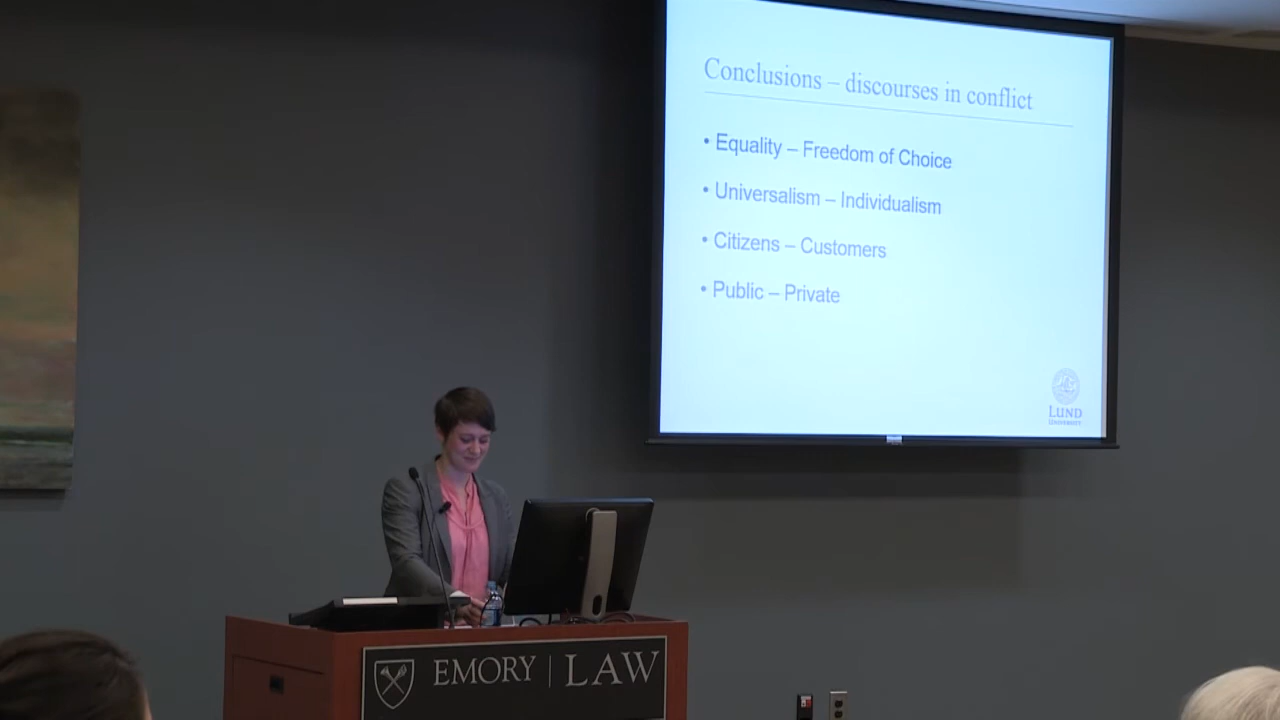 Conclusions – discourses in conflict
• Equality – Freedom of Choice
• Universalism – Individualism
• Citizens – Customers
• Public – Private
LUND
UNIVERSITY
EMORY | LAW